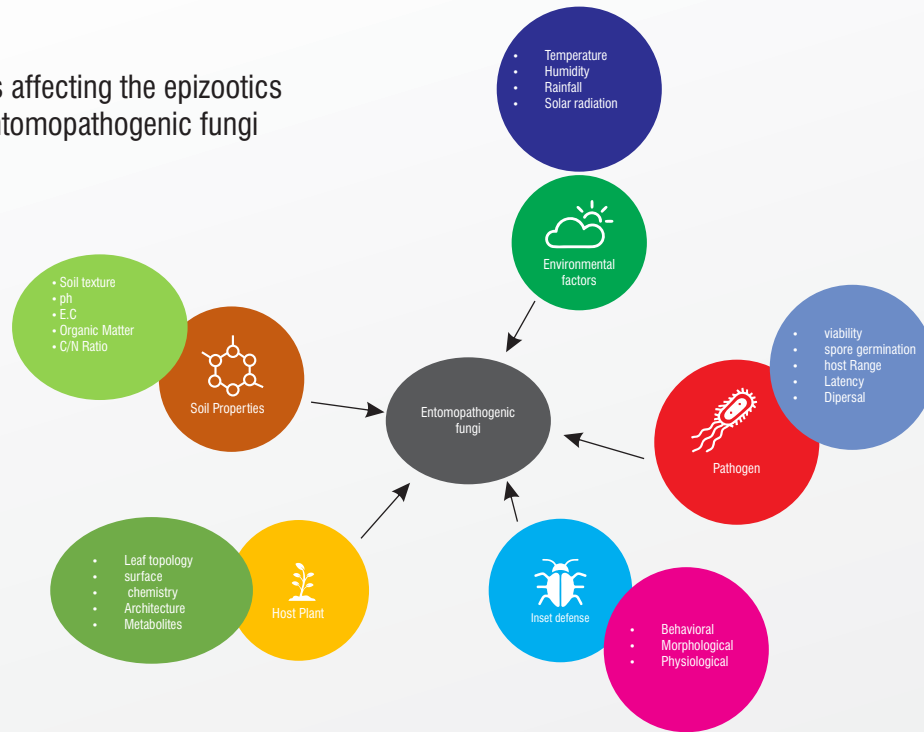 s affecting the epizootics
ntomopathogenic fungi
• Temperature
• Humidity
• Rainfall
• Solar radiation
Environmental
factors
• Soil texture
• ph
• E.C
• Organic Matter
• C/N Ratio
Soil Properties
Entomopathogenic
fungi
• viability
• spore germination
• host Range
• Latency
• Dipersal
Pathogen
• Leaf topology
• surface
• chemistry
• Architecture
• Metabolites
Host Plant
Inset defense
• Behavioral
• Morphological
• Physiological